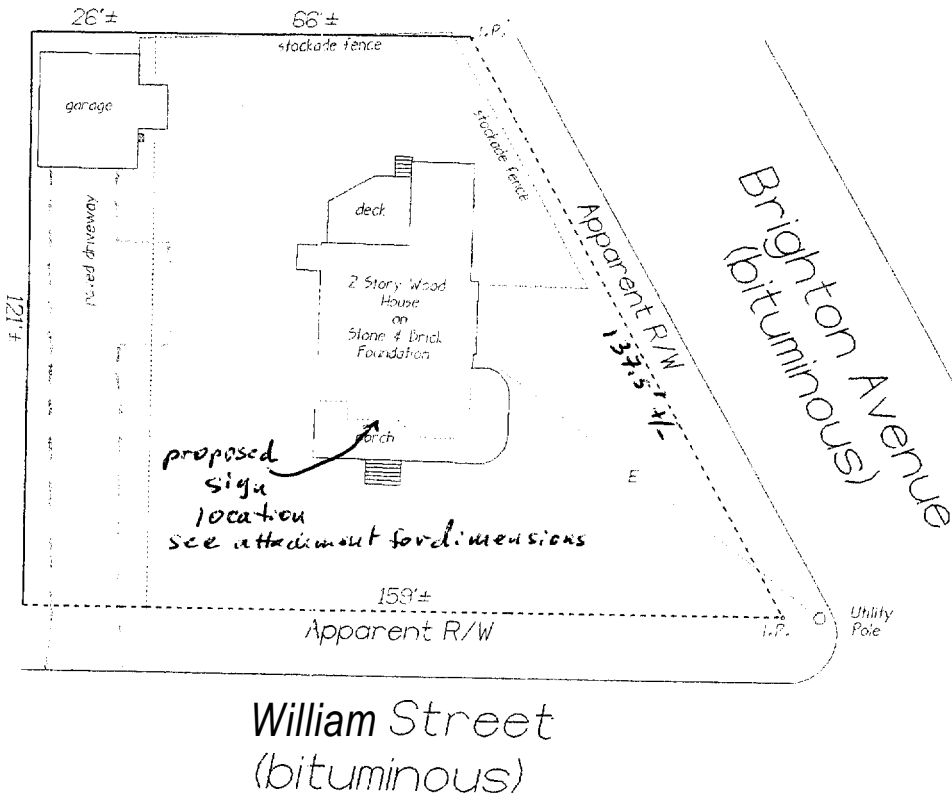 26'±
66'±
I.P.
stockade fence
garage
stockade fence
paved driveway
deck
Apparent R/W
137.5' +/-
Brighton Avenue
(bituminous)
121'±
2 Story Wood
House
on
Stone & Brick
Foundation
porch
proposed
sign
location
see attachment for dimensions
E
159'±
Apparent R/W
I.P.
Utility
Pole
William Street
(bituminous)